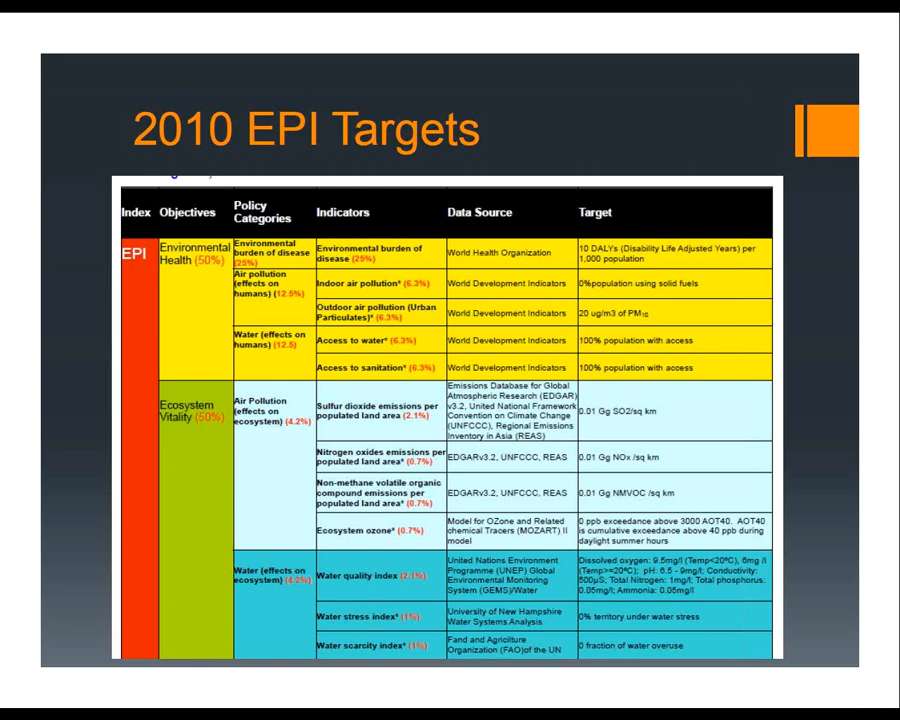 2010 EPI Targets
Index Objectives Policy Categories Indicators Data Source Target
EPI
Environmental
Health (50%)
Environmental
burden of disease
(25%)
Environmental burden of
disease (25%)
World Health Organization
10 DALYs (Disability Life Adjusted Years) per
1,000 population
Air pollution
(effects on
humans) (12.5%)
Indoor air pollution* (6.3%)
World Development Indicators
0%population using solid fuels
Outdoor air pollution (Urban
Particulates)* (6.3%)
World Development Indicators
20 ug/m3 of PM10
Water (effects on
humans) (12.5)
Access to water* (6.3%)
World Development Indicators
100% population with access
Access to sanitation* (6.3%)
World Development Indicators
100% population with access
Ecosystem
Vitality (50%)
Air Pollution
(effects on
ecosystem) (4.2%)
Sulfur dioxide emissions per
populated land area (2.1%)
Emissions Database for Global
Atmospheric Research (EDGAR)
v3.2, United National Framework
Convention on Climate Change
(UNFCCC), Regional Emissions
Inventory in Asia (REAS)
0.01 Gg SO2/sq km
Nitrogen oxides emissions per
populated land area* (0.7%)
EDGARv3.2, UNFCCC, REAS
0.01 Gg NOx /sq km
Non-methane volatile organic
compound emissions per
populated land area* (0.7%)
EDGARv3.2, UNFCCC, REAS
0.01 Gg NMVOC /sq km
Ecosystem ozone* (0.7%)
Model for OZone and Related
chemical Tracers (MOZART) II
model
0 ppb exceedance above 3000 AOT40. AOT40
is cumulative exceedance above 40 ppb during
daylight summer hours
Water (effects on
ecosystem) (4.2%)
Water quality index (2.1%)
United Nations Environment
Programme (UNEP) Global
Environmental Monitoring
System (GEMS)/Water
Dissolved oxygen: 9.5mg/l (Temp<20ºC), 6mg /l
(Temp>=20ºC); pH: 6.5 - 9mg/l; Conductivity:
500µS; Total Nitrogen: 1mg/l; Total phosphorus:
0.05mg/l; Ammonia: 0.05mg/l
Water stress index* (1%)
University of New Hampshire
Water Systems Analysis
0% territory under water stress
Water scarcity index* (1%)
Fand and Agricilture
Organization (FAO)of the UN
0 fraction of water overuse